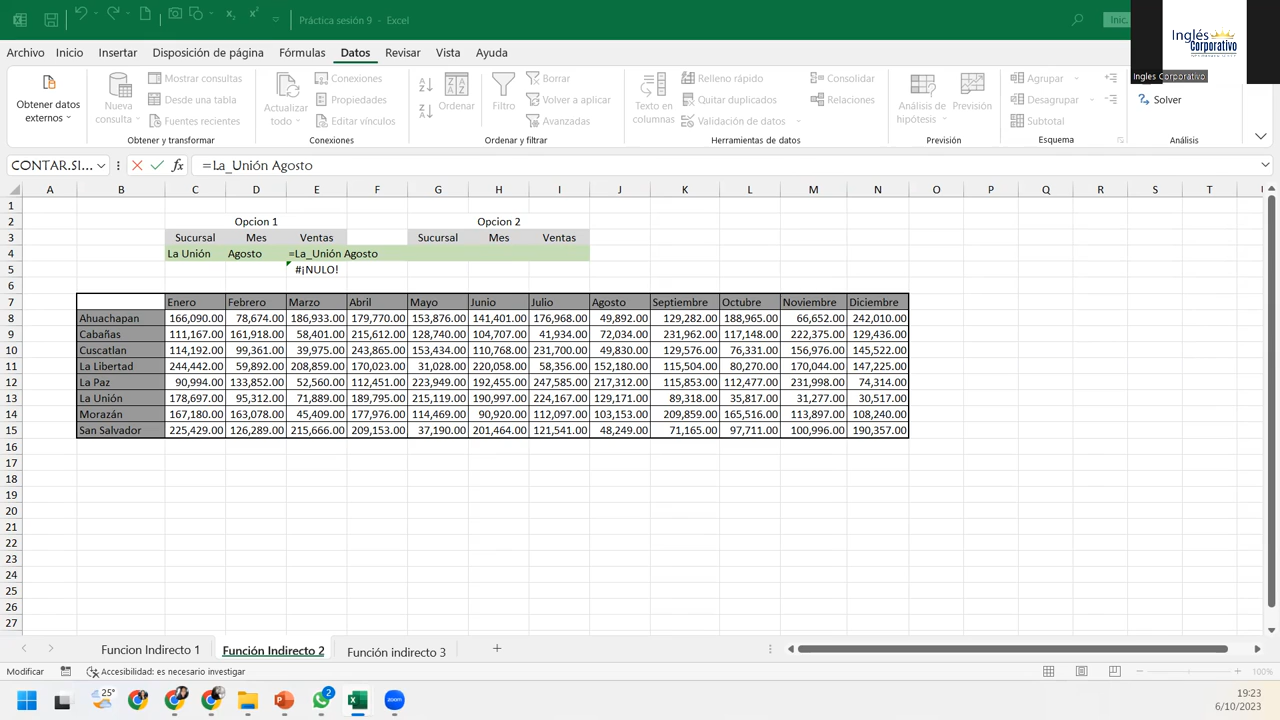 Práctica sesión 9 - Excel
Inic.
Inglés
Corporativo
Ingles Corporativo
Archivo Inicio Insertar Disposición de página Fórmulas Datos Revisar Vista Ayuda
Obtener datos externos
Nueva consulta
Mostrar consultas
Desde una tabla
Fuentes recientes
Obtener y transformar
Actualizar todo
Conexiones
Propiedades
Editar vínculos
Conexiones
Ordenar
Filtro
Borrar
Volver a aplicar
Avanzadas
Ordenar y filtrar
Texto en columnas
Relleno rápido
Quitar duplicados
Validación de datos
Consolidar
Relaciones
Herramientas de datos
Análisis de hipótesis
Previsión
Previsión
Agrupar
Desagrupar
Subtotal
Esquema
Solver
Análisis
CONTAR.SI... fx =La_Unión Agosto
A B C D E F G H I J K L M N O P Q R S T U
1
2 Opcion 1 Opcion 2
3 Sucursal Mes Ventas Sucursal Mes Ventas
4 La Unión Agosto =La_Unión Agosto
5 #¡NULO!
6
7 Enero Febrero Marzo Abril Mayo Junio Julio Agosto Septiembre Octubre Noviembre Diciembre
8 Ahuachapan 166,090.00 78,674.00 186,933.00 179,770.00 153,876.00 141,401.00 176,968.00 49,892.00 129,282.00 188,965.00 66,652.00 242,010.00
9 Cabañas 111,167.00 161,918.00 58,401.00 215,612.00 128,740.00 104,707.00 41,934.00 72,034.00 231,962.00 117,148.00 222,375.00 129,436.00
10 Cuscatlan 114,192.00 99,361.00 39,975.00 243,865.00 153,434.00 110,768.00 231,700.00 49,830.00 129,576.00 76,331.00 156,976.00 145,522.00
11 La Libertad 244,442.00 59,892.00 208,859.00 170,023.00 31,028.00 220,058.00 58,356.00 152,180.00 115,504.00 80,270.00 170,044.00 147,225.00
12 La Paz 90,994.00 133,852.00 52,560.00 112,451.00 223,949.00 192,455.00 247,585.00 217,312.00 115,853.00 112,477.00 231,998.00 74,314.00
13 La Unión 178,697.00 95,312.00 71,889.00 189,795.00 215,119.00 190,997.00 224,167.00 129,171.00 89,318.00 35,817.00 31,277.00 30,517.00
14 Morazán 167,180.00 163,078.00 45,409.00 177,976.00 114,469.00 90,920.00 112,097.00 103,153.00 209,859.00 165,516.00 113,897.00 108,240.00
15 San Salvador 225,429.00 126,289.00 215,666.00 209,153.00 37,190.00 201,464.00 121,541.00 48,249.00 71,165.00 97,711.00 100,996.00 190,357.00
16
17
18
19
20
21
22
23
24
25
26
27
Funcion Indirecto 1 Función Indirecto 2 Función indirecto 3
Modificar Accesibilidad: es necesario investigar 100%
25° 2 zoom 19:23
6/10/2023